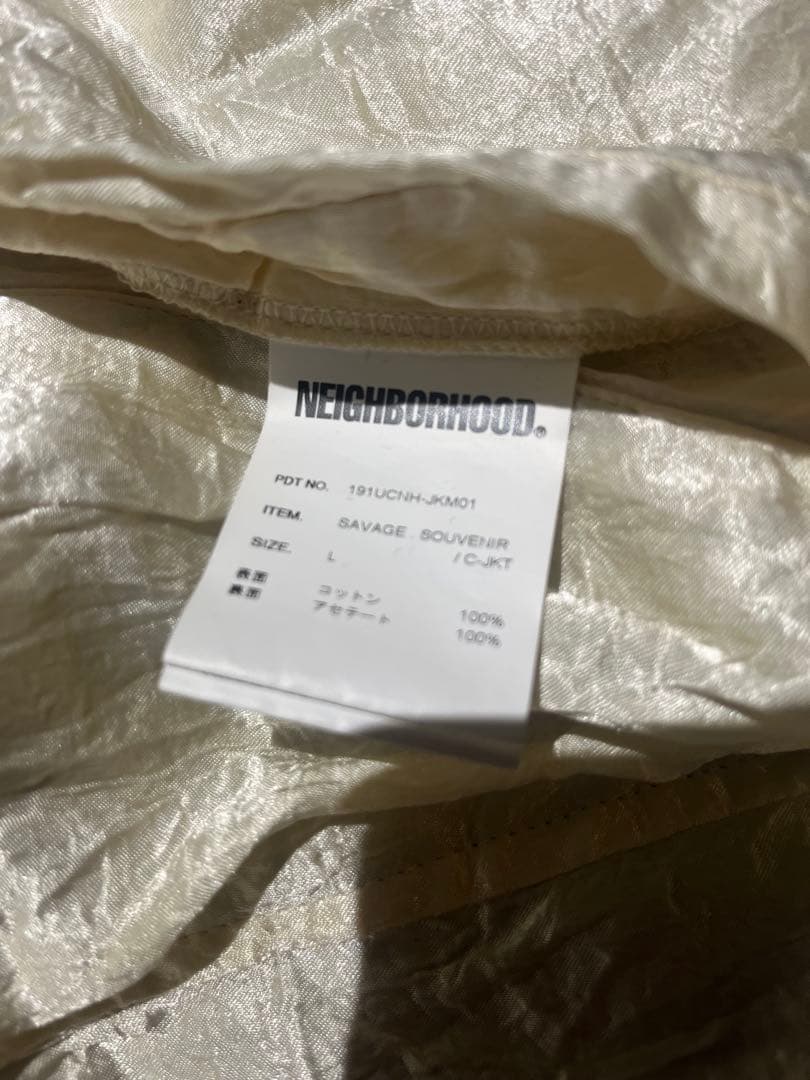 NEIGHBORHOOD®
PDT NO. 191UCNH-JKM01
ITEM. SAVAGE SOUVENIR
/ C-JKT
SIZE. L
表面 コットン 100%
裏面 アセテート 100%